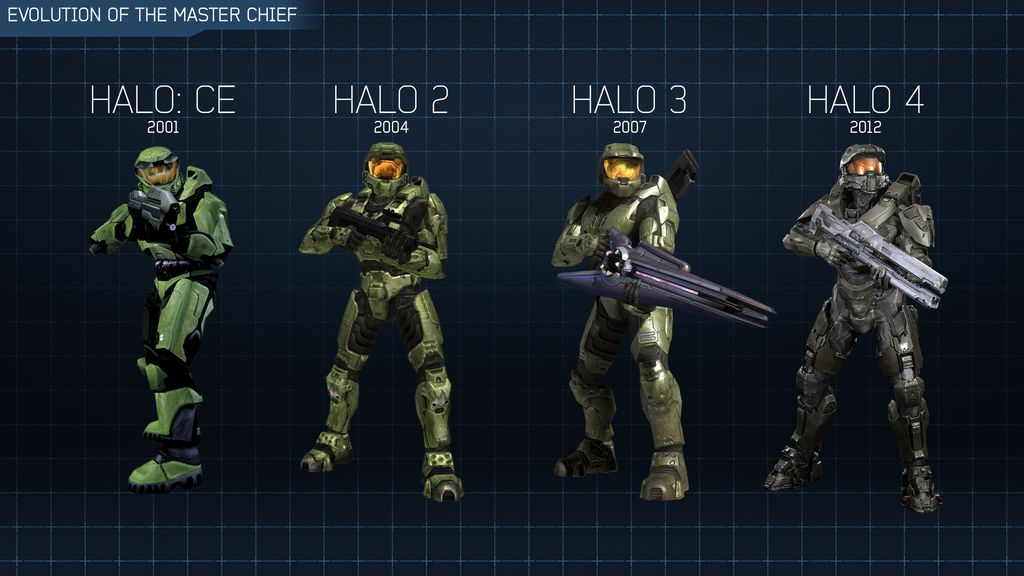 EVOLUTION OF THE MASTER CHIEF
HALO: CE
2001
HALO 2
2004
HALO 3
2007
HALO 4
2012